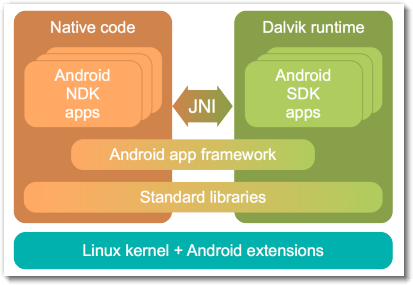 Native code
Dalvik runtime
Android
NDK
apps
JNI
Android
SDK
apps
Android app framework
Standard libraries
Linux kernel + Android extensions